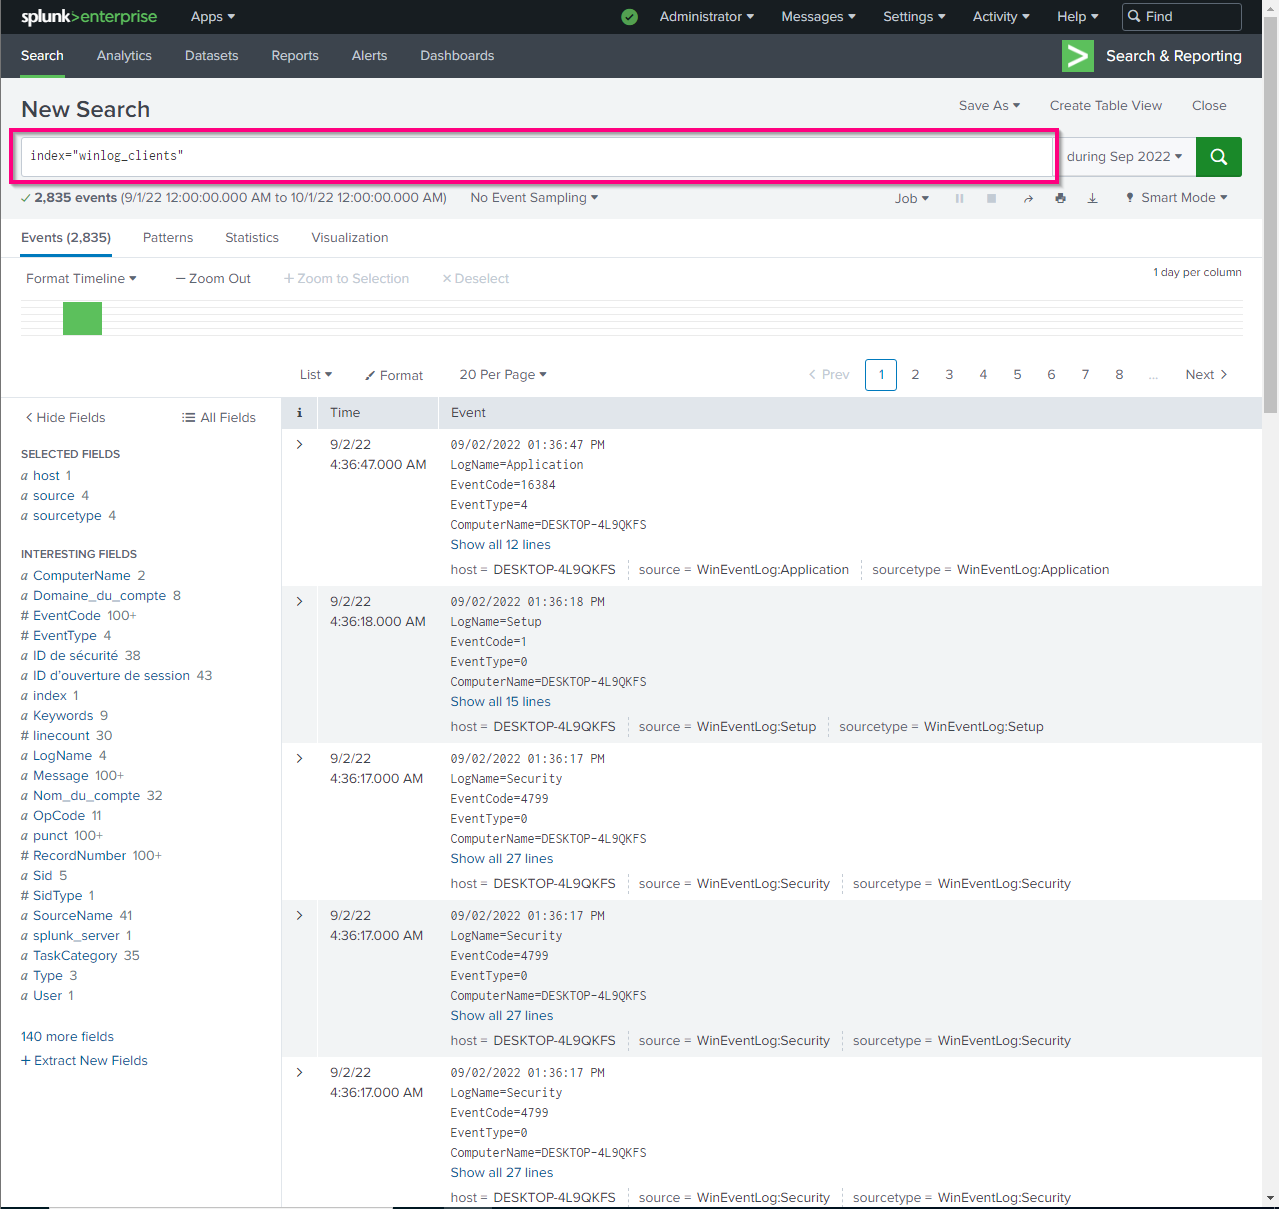 splunk>enterprise Apps Administrator Messages Settings Activity Help Find
Search Analytics Datasets Reports Alerts Dashboards Search & Reporting
New Search
Save As Create Table View Close
index="winlog_clients"
during Sep 2022
2,835 events (9/1/22 12:00:00.000 AM to 10/1/22 12:00:00.000 AM) No Event Sampling Job Smart Mode
Events (2,835) Patterns Statistics Visualization
Format Timeline — Zoom Out + Zoom to Selection × Deselect
1 day per column
List Format 20 Per Page < Prev 1 2 3 4 5 6 7 8 ... Next >
< Hide Fields All Fields
SELECTED FIELDS
a host 1
a source 4
a sourcetype 4
INTERESTING FIELDS
a ComputerName 2
a Domaine_du_compte 8
# EventCode 100+
# EventType 4
a ID de sécurité 38
a ID d'ouverture de session 43
a index 1
a Keywords 9
# linecount 30
a LogName 4
a Message 100+
a Nom_du_compte 32
a OpCode 11
a punct 100+
# RecordNumber 100+
a Sid 5
# SidType 1
a SourceName 41
a splunk_server 1
a TaskCategory 35
a Type 3
a User 1
140 more fields
+ Extract New Fields
i Time Event
> 9/2/22
4:36:47.000 AM
09/02/2022 01:36:47 PM
LogName=Application
EventCode=16384
EventType=4
ComputerName=DESKTOP-4L9QKFS
Show all 12 lines
host = DESKTOP-4L9QKFS source = WinEventLog:Application sourcetype = WinEventLog:Application
> 9/2/22
4:36:18.000 AM
09/02/2022 01:36:18 PM
LogName=Setup
EventCode=1
EventType=0
ComputerName=DESKTOP-4L9QKFS
Show all 15 lines
host = DESKTOP-4L9QKFS source = WinEventLog:Setup sourcetype = WinEventLog:Setup
> 9/2/22
4:36:17.000 AM
09/02/2022 01:36:17 PM
LogName=Security
EventCode=4799
EventType=0
ComputerName=DESKTOP-4L9QKFS
Show all 27 lines
host = DESKTOP-4L9QKFS source = WinEventLog:Security sourcetype = WinEventLog:Security
> 9/2/22
4:36:17.000 AM
09/02/2022 01:36:17 PM
LogName=Security
EventCode=4799
EventType=0
ComputerName=DESKTOP-4L9QKFS
Show all 27 lines
host = DESKTOP-4L9QKFS source = WinEventLog:Security sourcetype = WinEventLog:Security
> 9/2/22
4:36:17.000 AM
09/02/2022 01:36:17 PM
LogName=Security
EventCode=4799
EventType=0
ComputerName=DESKTOP-4L9QKFS
Show all 27 lines
host = DESKTOP-4L9QKFS source = WinEventLog:Security sourcetype = WinEventLog:Security